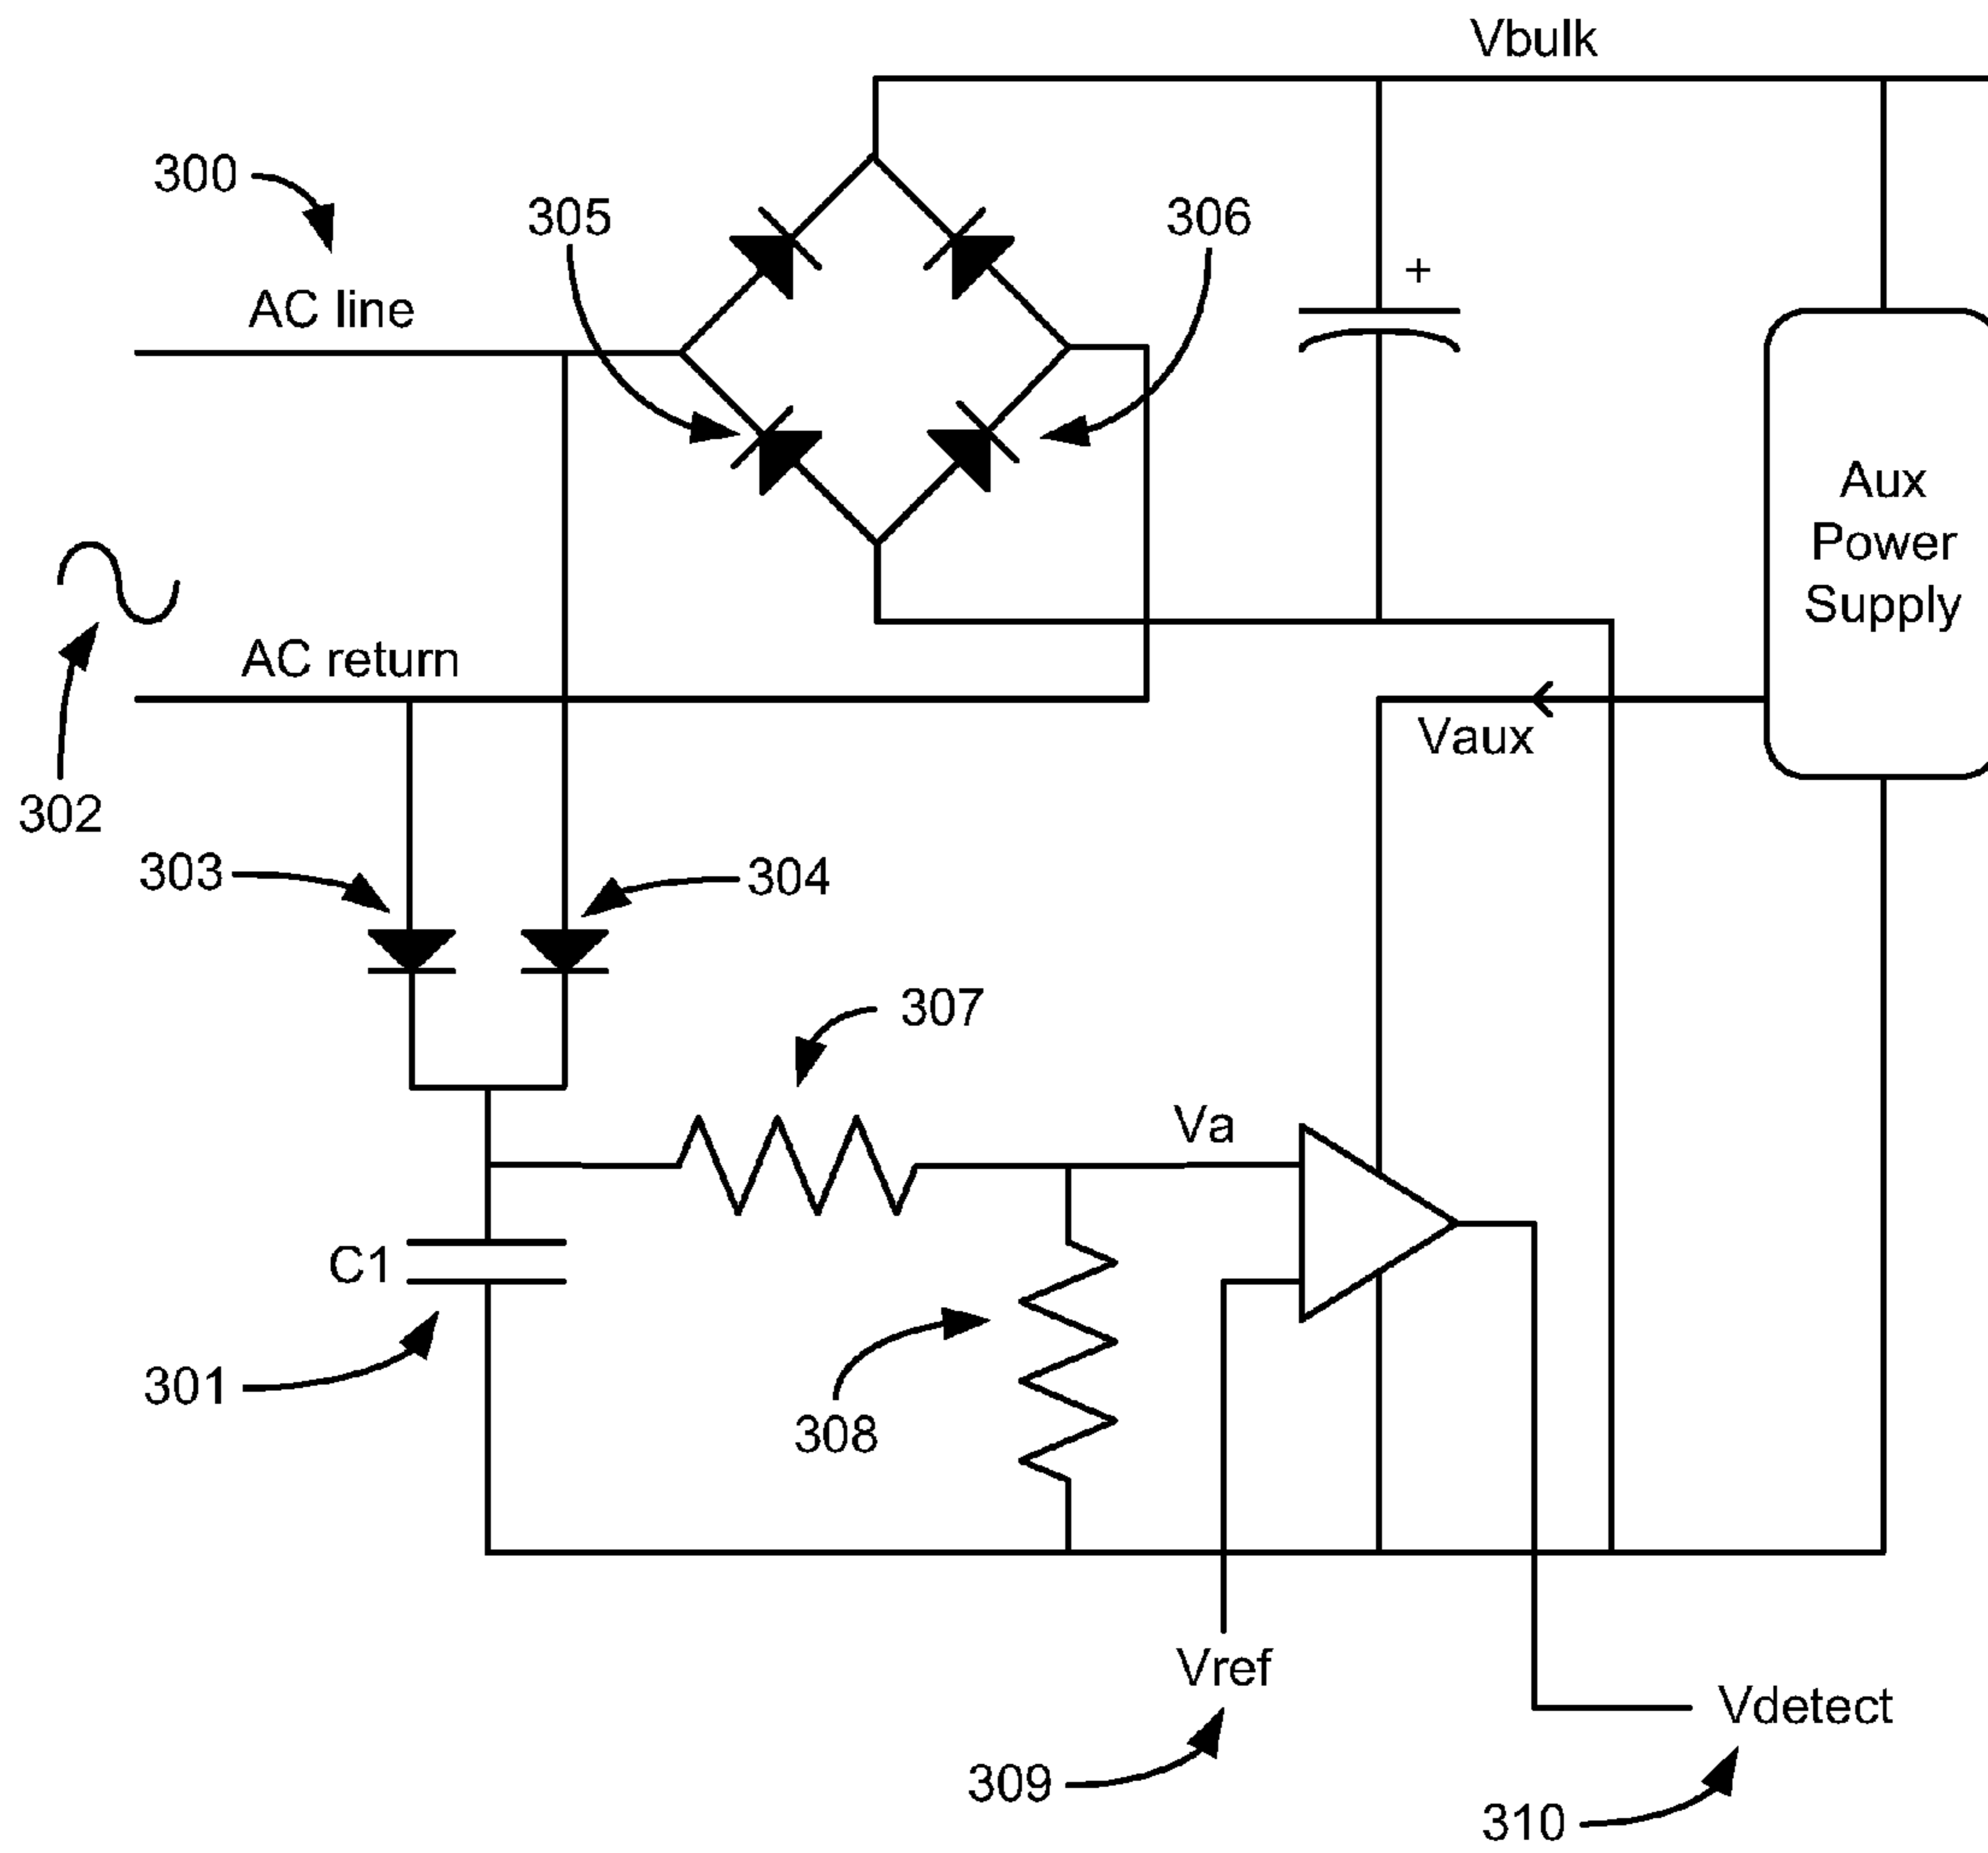 Vbulk
300
305
306
+
AC line
Aux
Power
Supply
AC return
Vaux
302
303
304
307
Va
C1
301
308
Vref
Vdetect
309
310